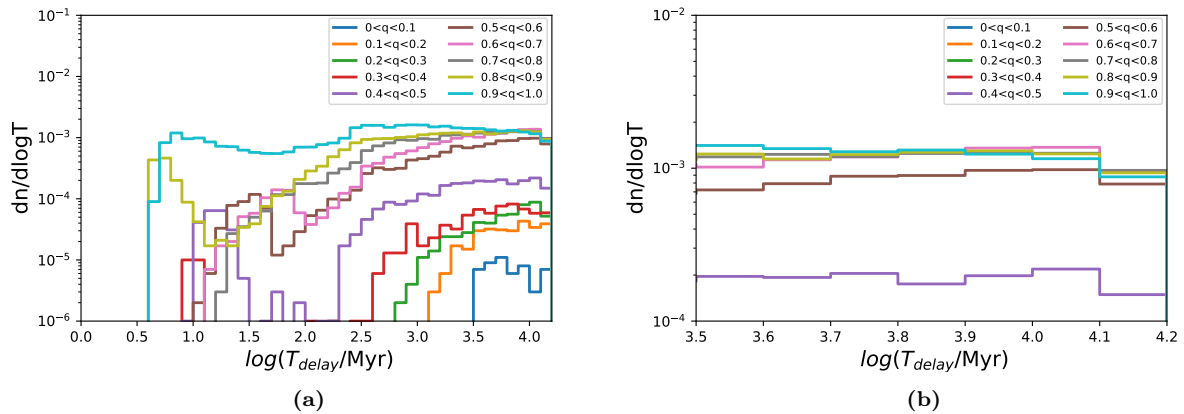 10⁻¹
10⁻²
10⁻³
10⁻⁴
10⁻⁵
10⁻⁶
dn/dlogT
0<q<0.1 0.5<q<0.6
0.1<q<0.2 0.6<q<0.7
0.2<q<0.3 0.7<q<0.8
0.3<q<0.4 0.8<q<0.9
0.4<q<0.5 0.9<q<1.0
0.0 0.5 1.0 1.5 2.0 2.5 3.0 3.5 4.0
log(T_delay/Myr)
(a)
10⁻²
10⁻³
10⁻⁴
dn/dlogT
0<q<0.1 0.5<q<0.6
0.1<q<0.2 0.6<q<0.7
0.2<q<0.3 0.7<q<0.8
0.3<q<0.4 0.8<q<0.9
0.4<q<0.5 0.9<q<1.0
3.5 3.6 3.7 3.8 3.9 4.0 4.1 4.2
log(T_delay/Myr)
(b)